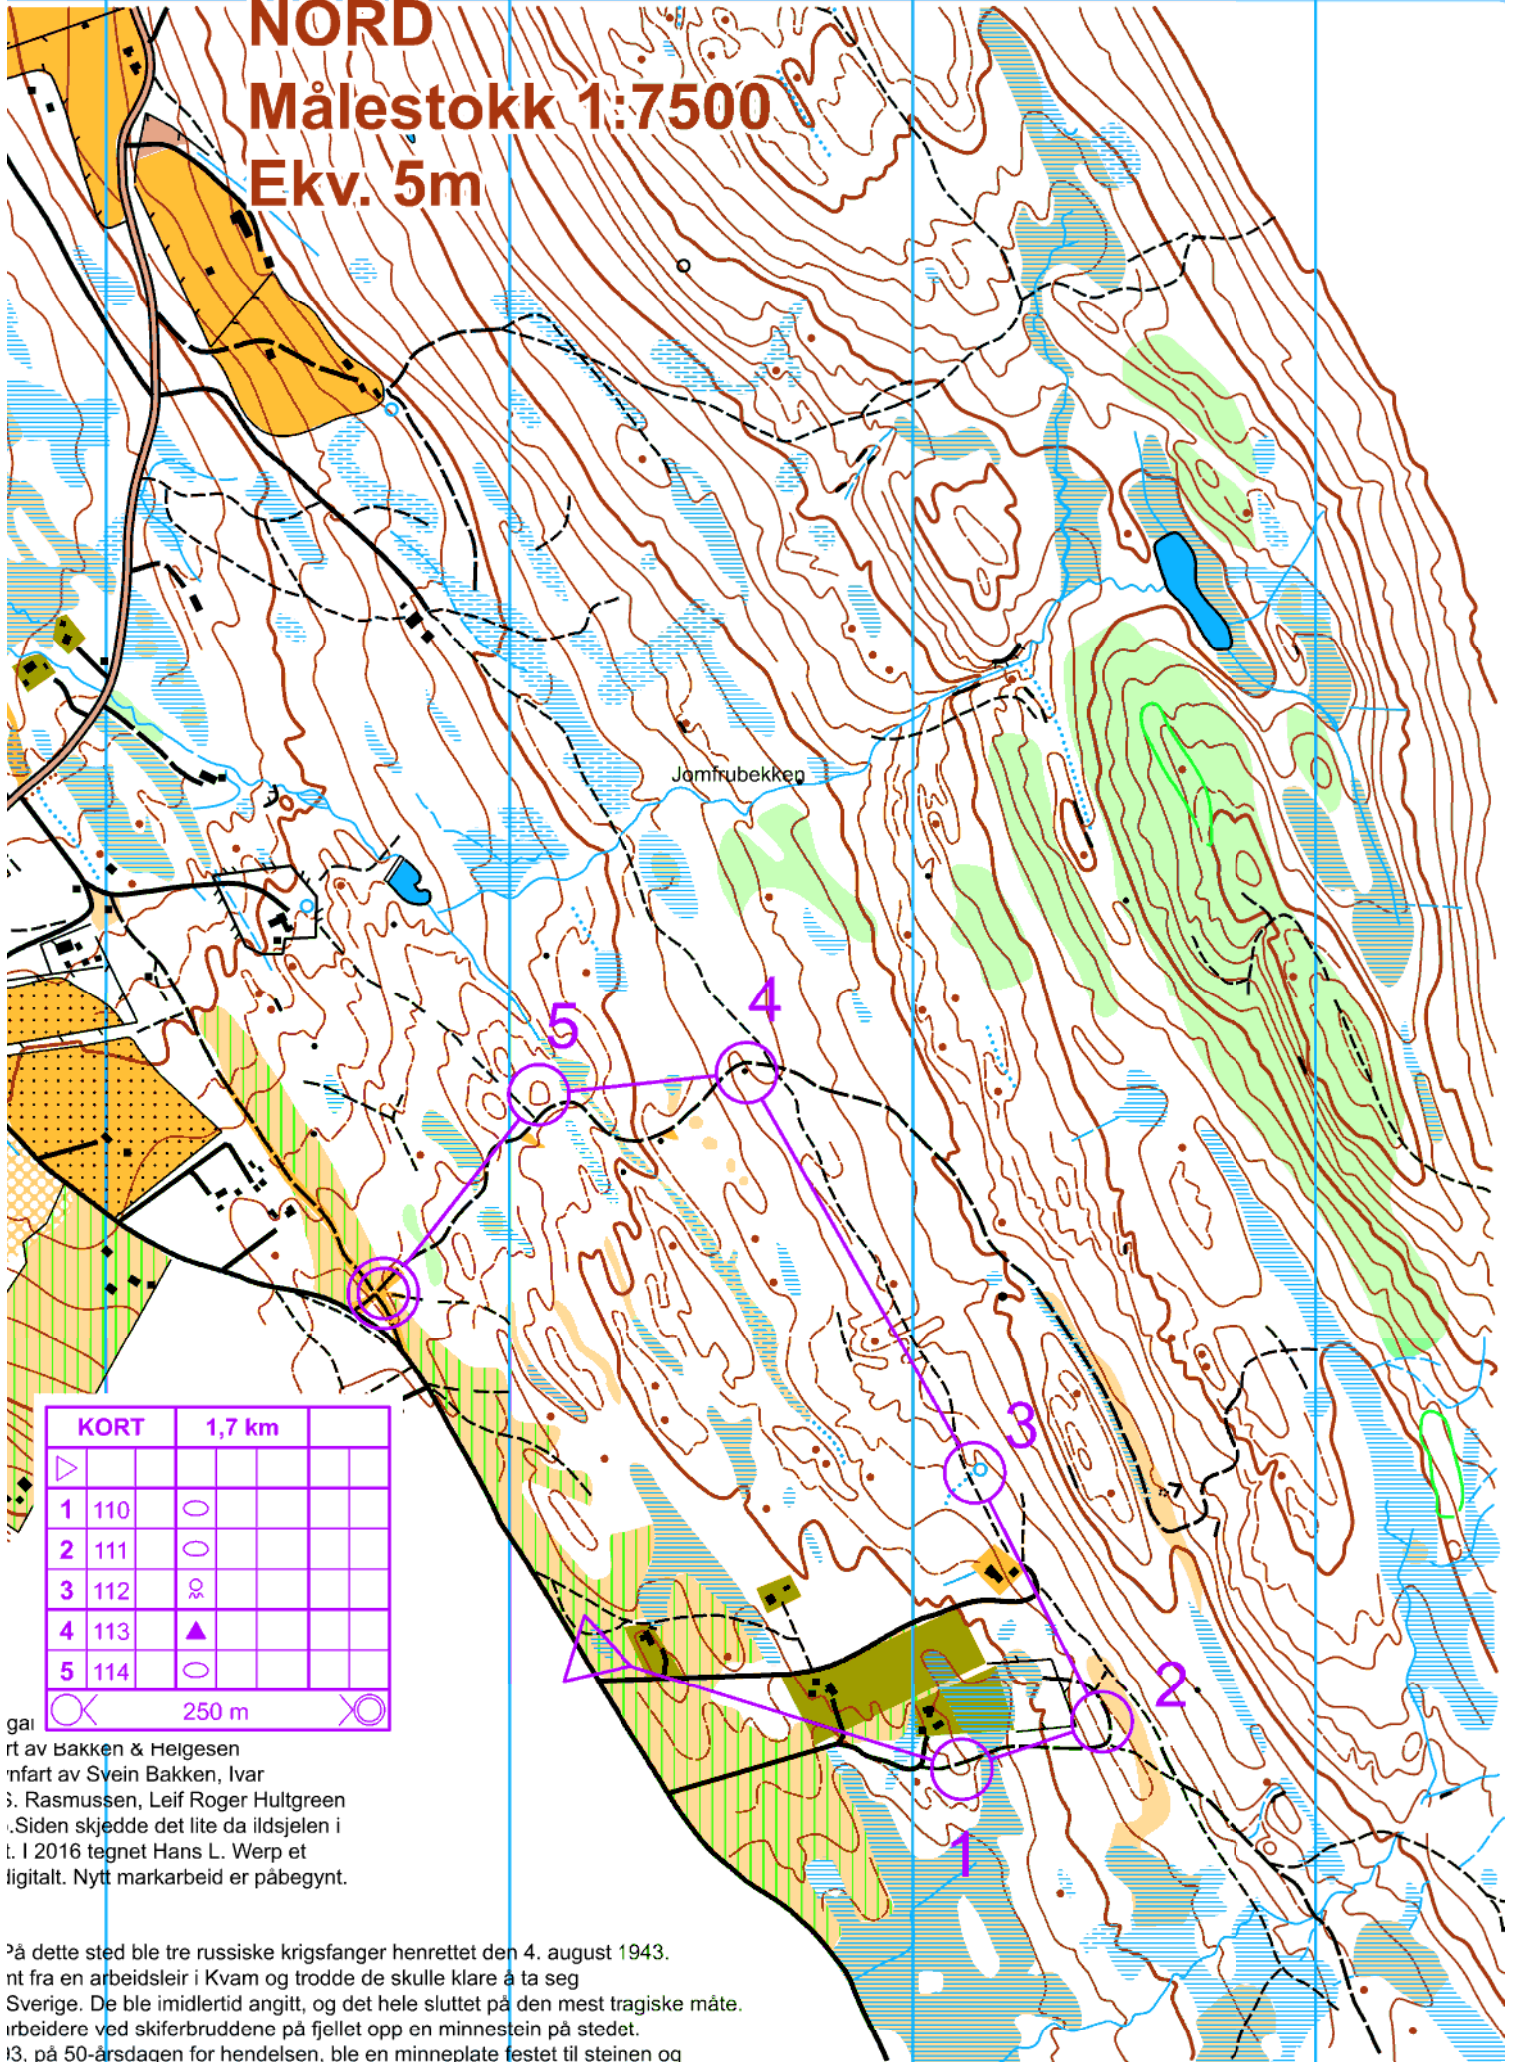 NORD
Målestokk 1:7500
Ekv. 5m
Jomfrubekken
5
4
3
2
1
KORT 1,7 km
1 110
2 111
3 112
4 113
5 114
250 m
gar
rt av Bakken & Helgesen
nfart av Svein Bakken, Ivar
S. Rasmussen, Leif Roger Hultgreen
.Siden skjedde det lite da ildsjelen i
t. I 2016 tegnet Hans L. Werp et
digitalt. Nytt markarbeid er påbegynt.
På dette sted ble tre russiske krigsfanger henrettet den 4. august 1943.
nt fra en arbeidsleir i Kvam og trodde de skulle klare å ta seg
Sverige. De ble imidlertid angitt, og det hele sluttet på den mest tragiske måte.
arbeidere ved skiferbruddene på fjellet opp en minnestein på stedet.
93, på 50-årsdagen for hendelsen, ble en minneplate festet til steinen og